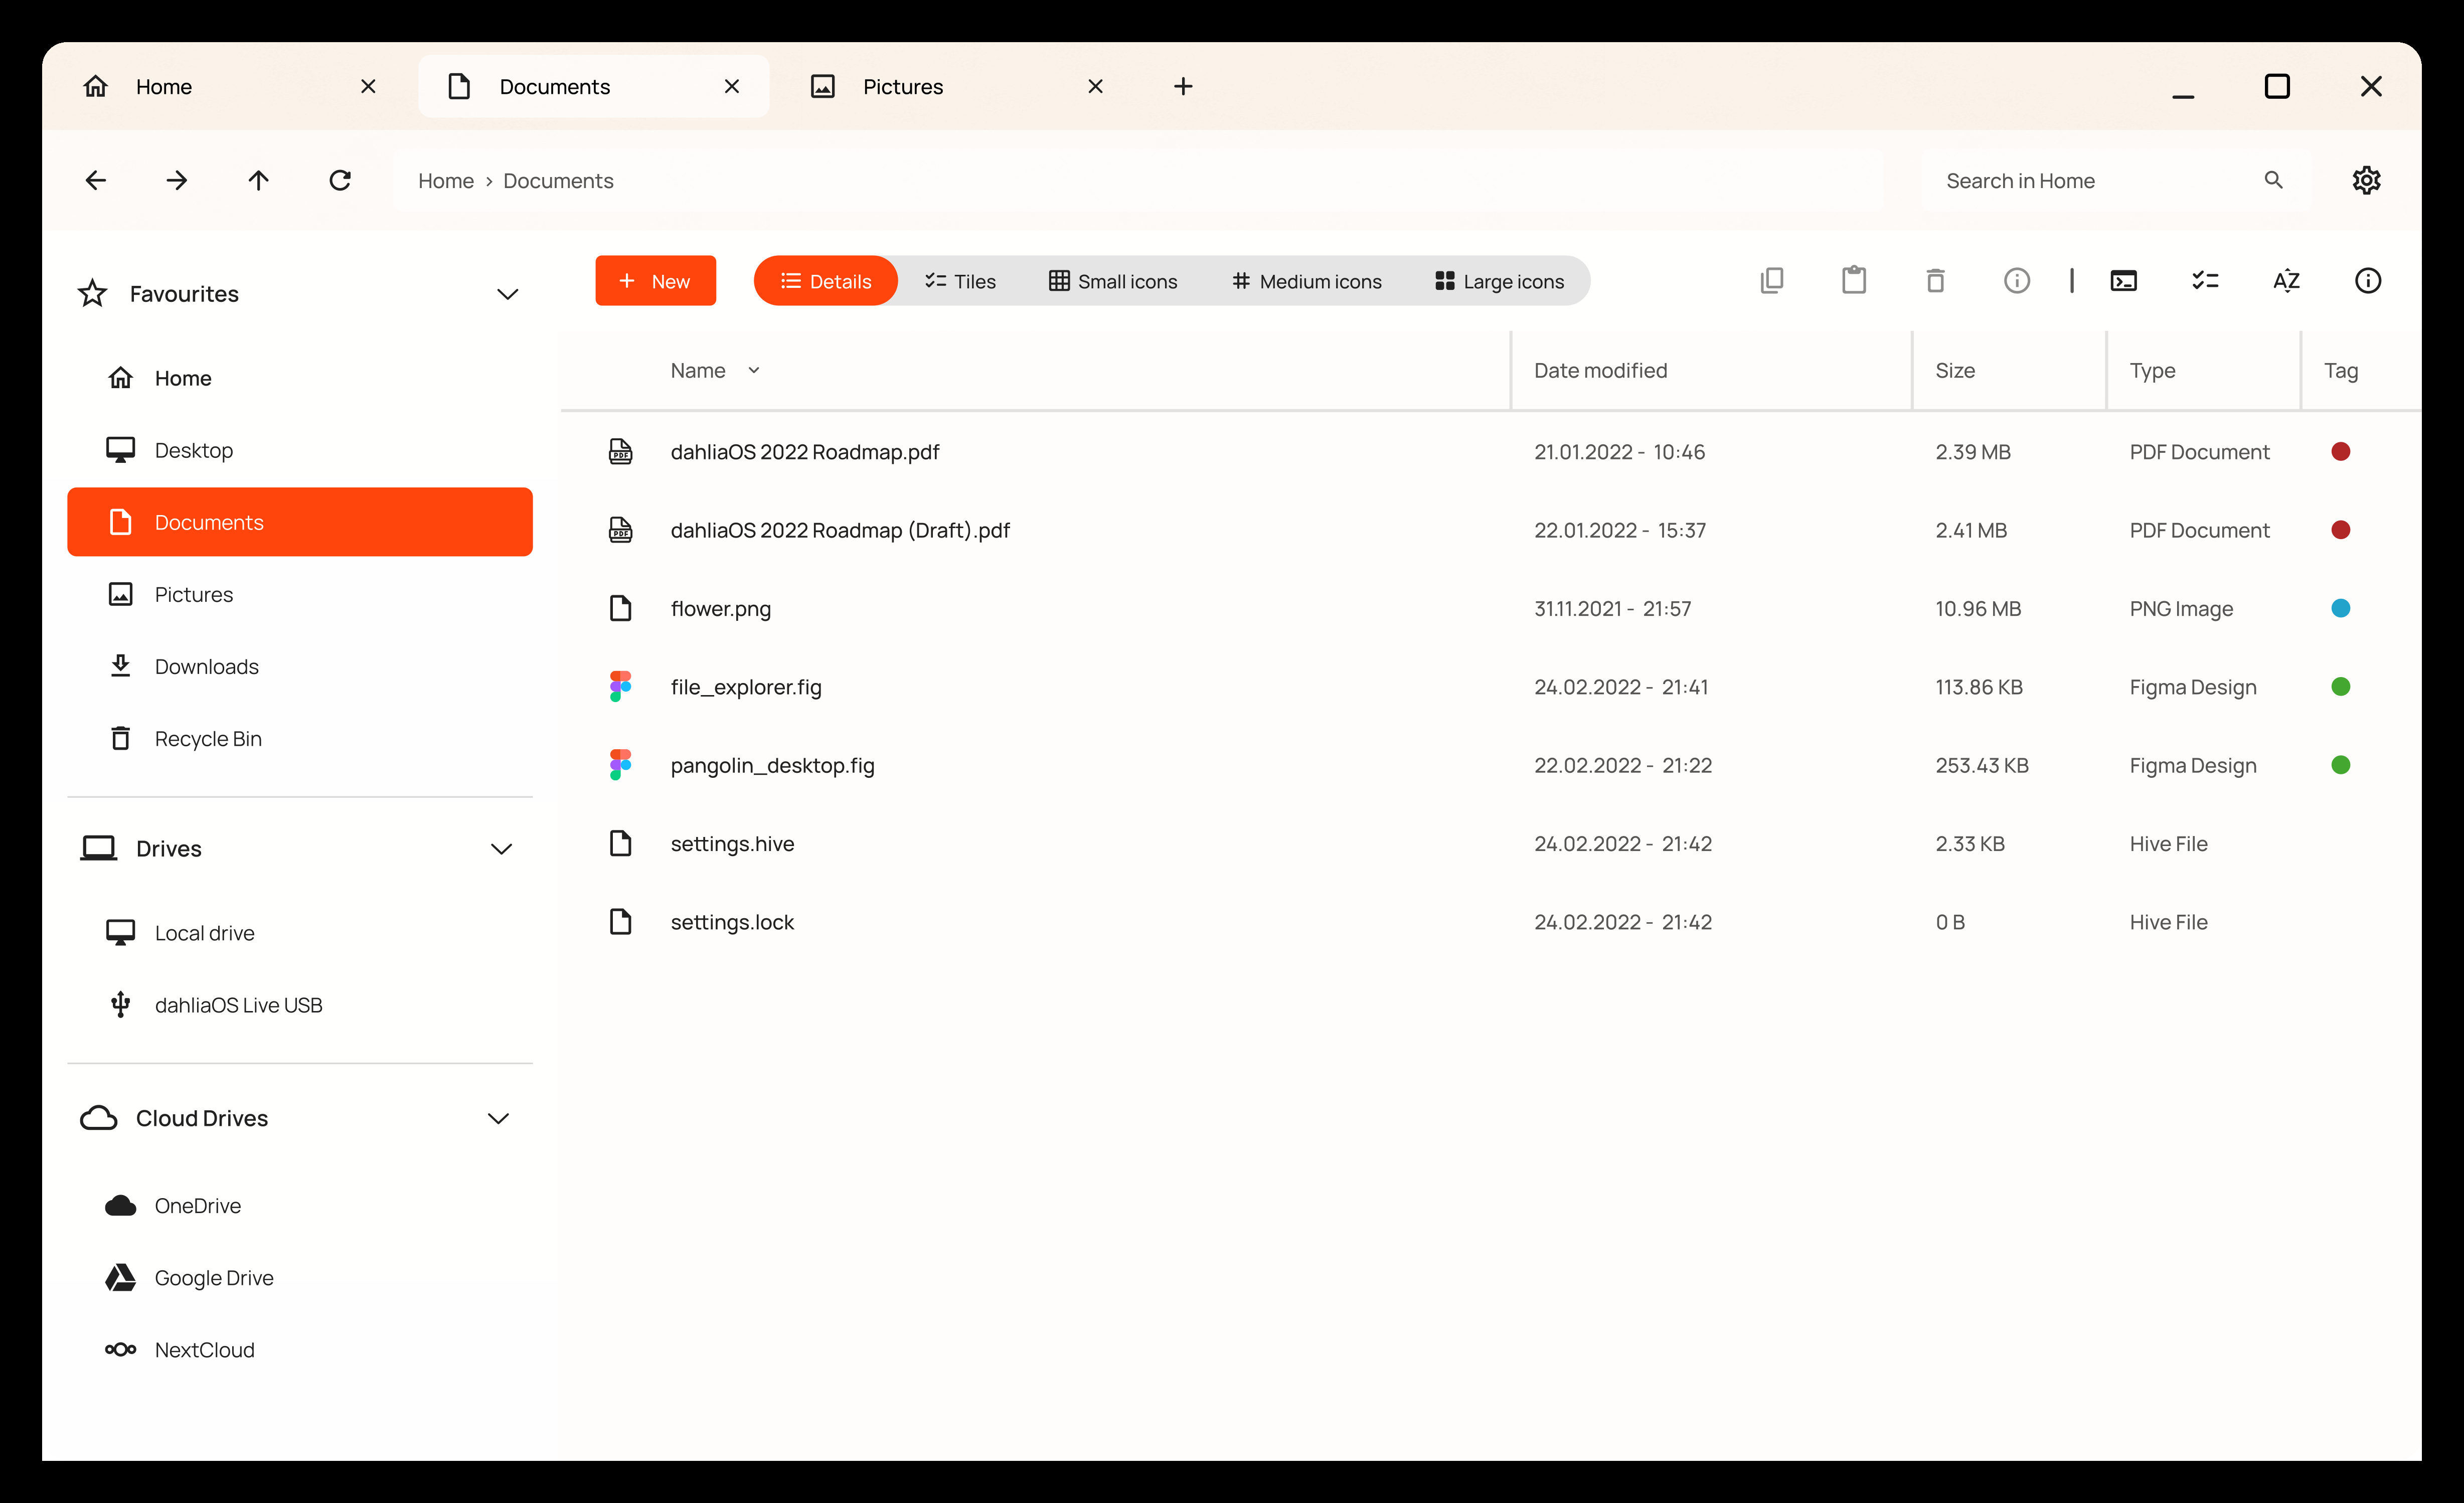 Home
Documents
Pictures
Home › Documents
Search in Home
Favourites
Home
Desktop
Documents
Pictures
Downloads
Recycle Bin
Drives
Local drive
dahliaOS Live USB
Cloud Drives
OneDrive
Google Drive
NextCloud
New
Details
Tiles
Small icons
Medium icons
Large icons
AZ
Name
Date modified
Size
Type
Tag
PDF dahliaOS 2022 Roadmap.pdf 21.01.2022 - 10:46 2.39 MB PDF Document
PDF dahliaOS 2022 Roadmap (Draft).pdf 22.01.2022 - 15:37 2.41 MB PDF Document
flower.png 31.11.2021 - 21:57 10.96 MB PNG Image
file_explorer.fig 24.02.2022 - 21:41 113.86 KB Figma Design
pangolin_desktop.fig 22.02.2022 - 21:22 253.43 KB Figma Design
settings.hive 24.02.2022 - 21:42 2.33 KB Hive File
settings.lock 24.02.2022 - 21:42 0 B Hive File